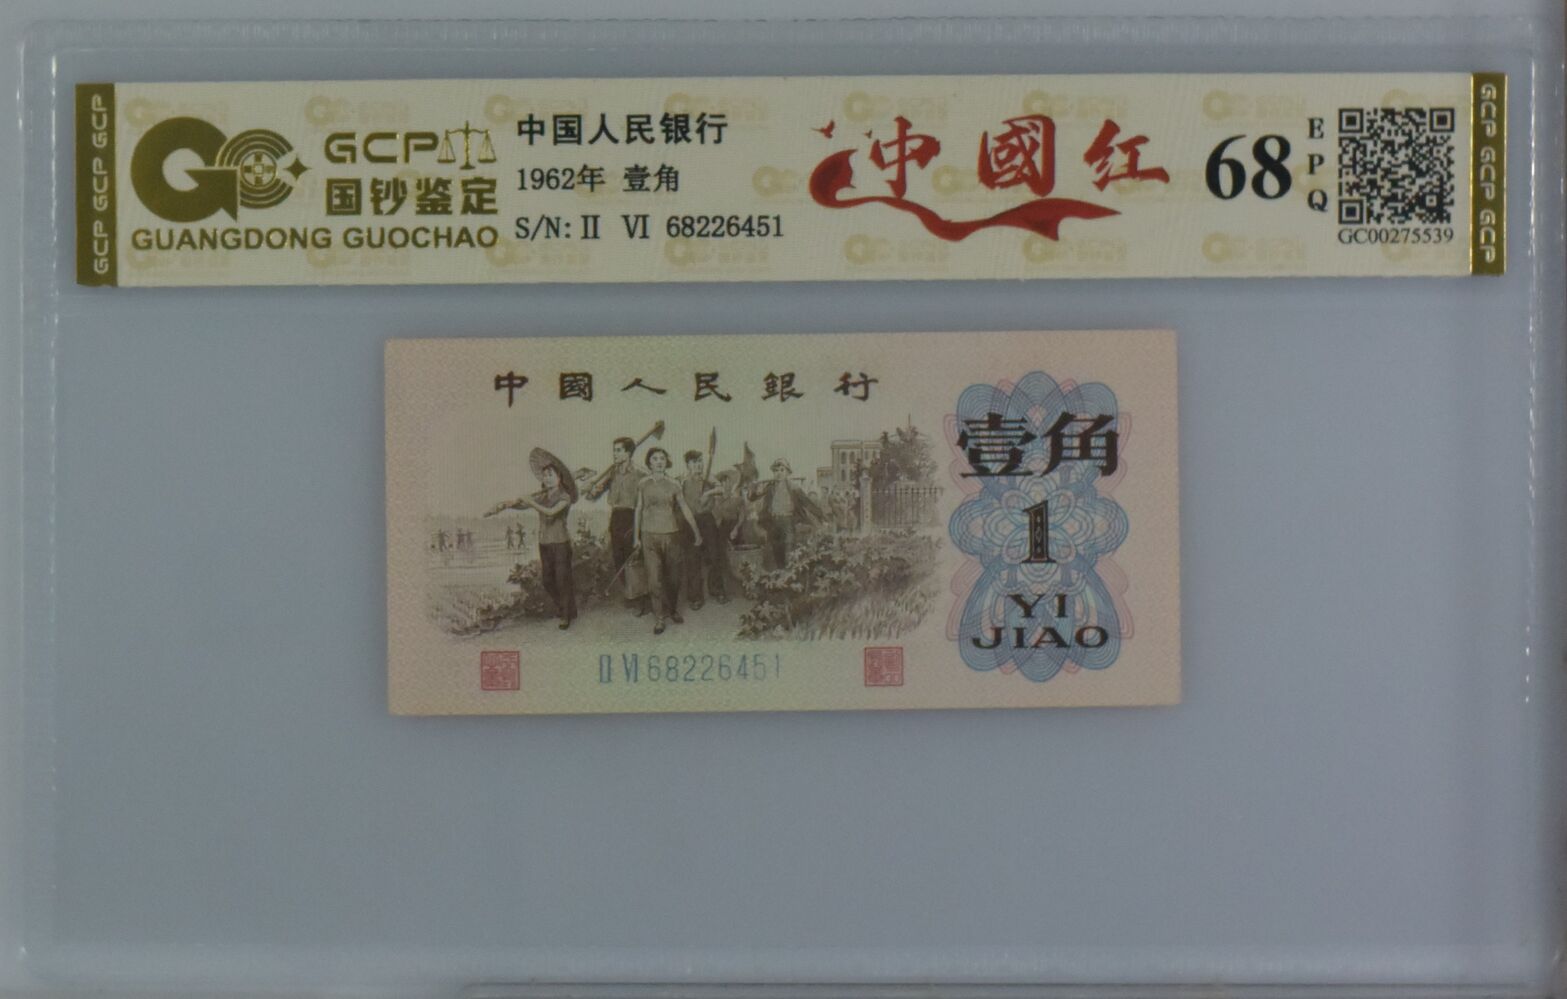 GCP GCP GCP
GCP
国钞鉴定
GUANGDONG GUOCHAO
中国人民银行
1962年 壹角
S/N: II VI 68226451
中國红
68
EPQ
GC00275539
GCP GCP GCP
中國人民銀行
壹角
1
YI
JIAO
II VI 68226451